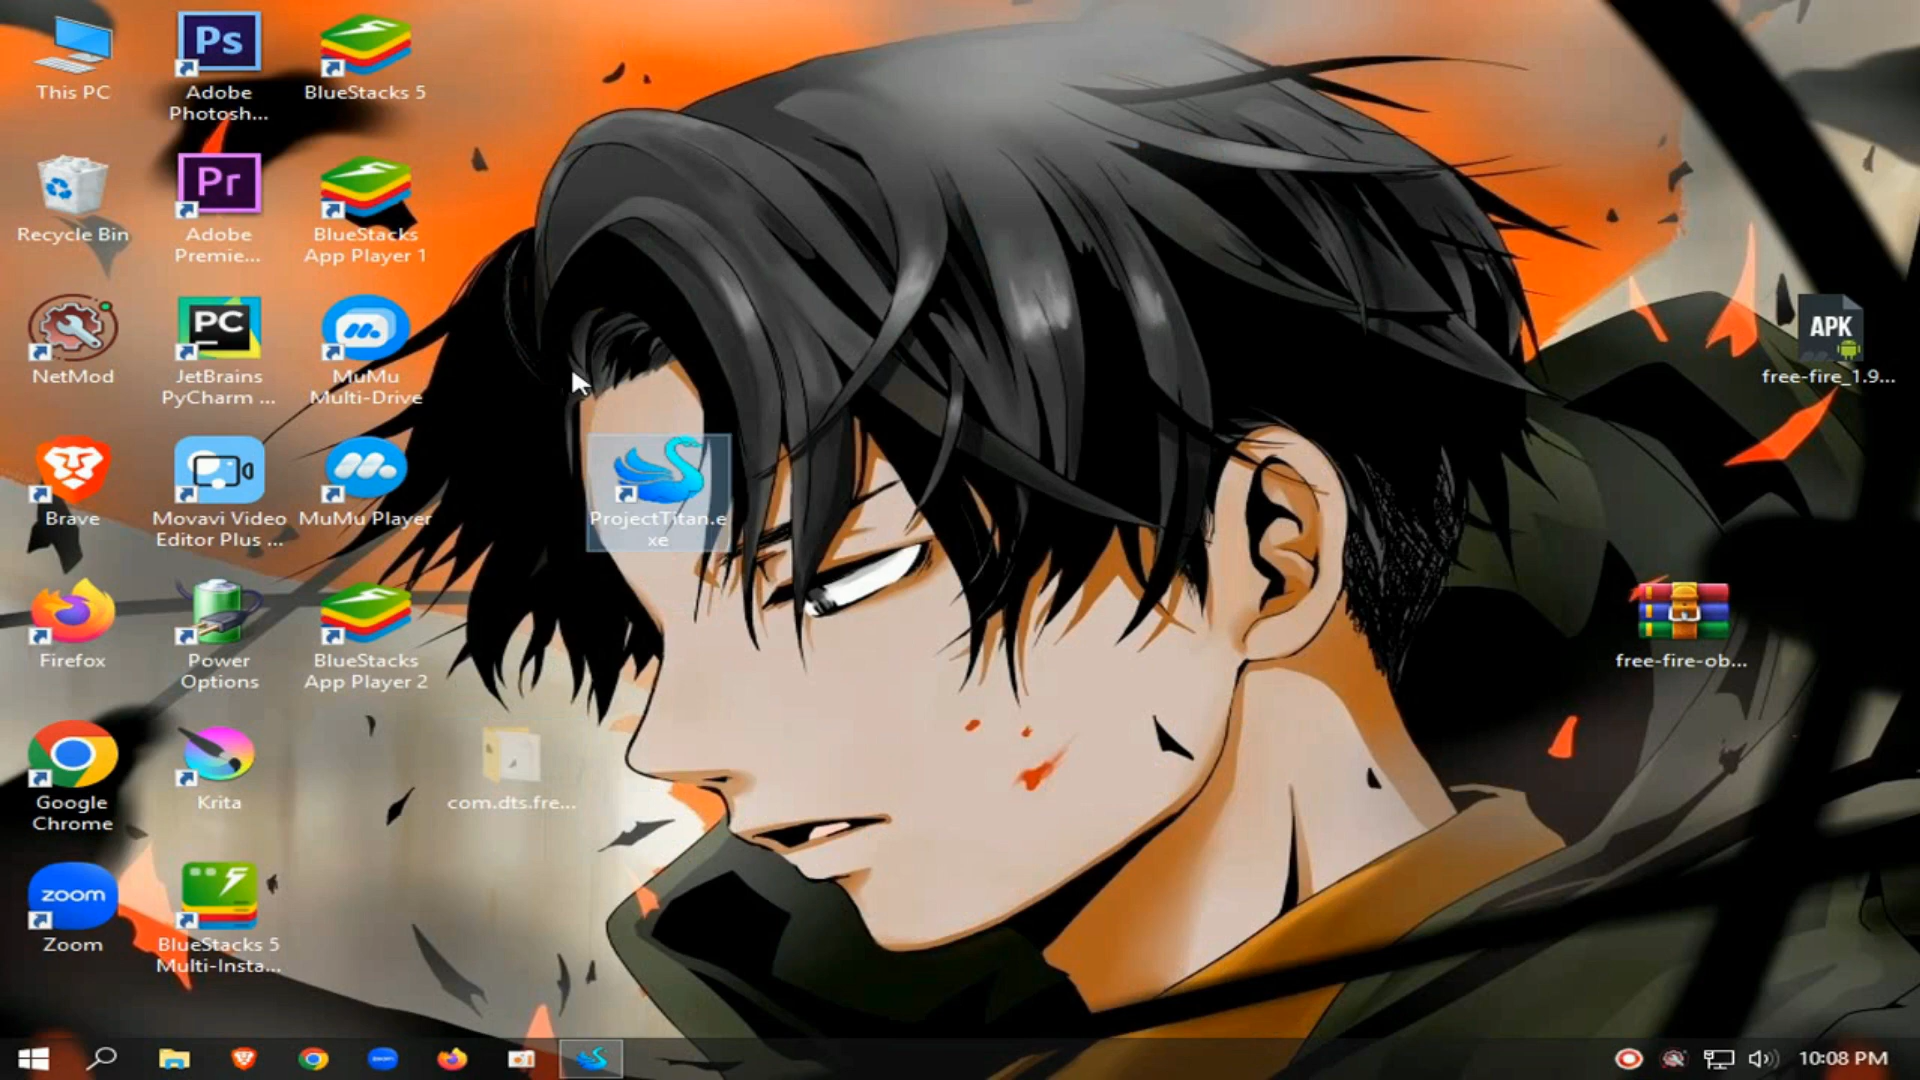 This PC
Ps
Adobe
Photosh...
BlueStacks 5
Recycle Bin
Pr
Adobe
Premie...
BlueStacks
App Player 1
NetMod
PC
JetBrains
PyCharm ...
MuMu
Multi-Drive
APK
free-fire_1.9...
Brave
Movavi Video
Editor Plus ...
MuMu Player
ProjectTitan.e
xe
Firefox
Power
Options
BlueStacks
App Player 2
free-fire-ob...
Google
Chrome
Krita
com.dts.fre...
zoom
Zoom
BlueStacks 5
Multi-Insta...
zoom
10:08 PM